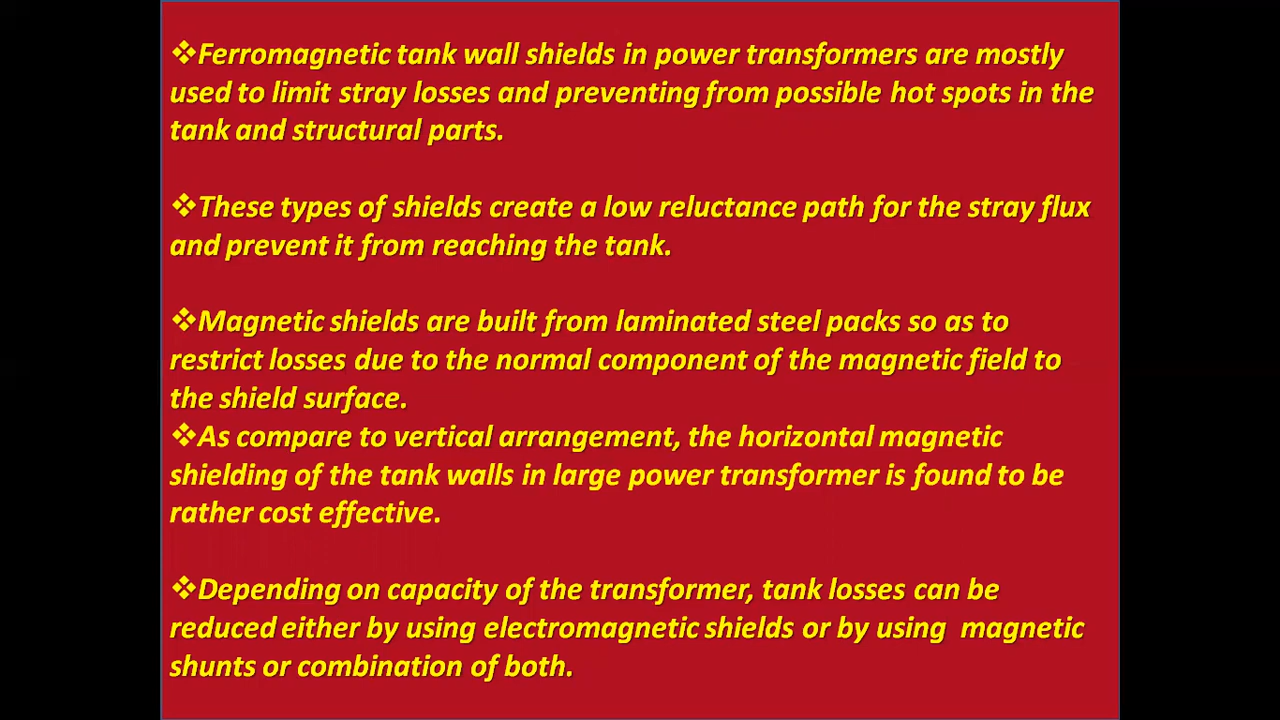 ❖Ferromagnetic tank wall shields in power transformers are mostly
used to limit stray losses and preventing from possible hot spots in the
tank and structural parts.
❖These types of shields create a low reluctance path for the stray flux
and prevent it from reaching the tank.
❖Magnetic shields are built from laminated steel packs so as to
restrict losses due to the normal component of the magnetic field to
the shield surface.
❖As compare to vertical arrangement, the horizontal magnetic
shielding of the tank walls in large power transformer is found to be
rather cost effective.
❖Depending on capacity of the transformer, tank losses can be
reduced either by using electromagnetic shields or by using  magnetic
shunts or combination of both.